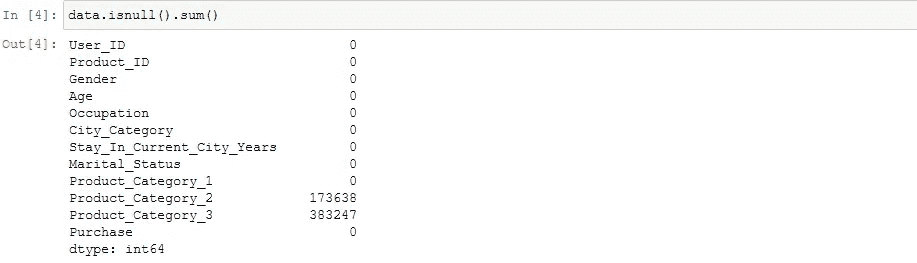 In [4]: data.isnull().sum()
Out[4]: User_ID 0
Product_ID 0
Gender 0
Age 0
Occupation 0
City_Category 0
Stay_In_Current_City_Years 0
Marital_Status 0
Product_Category_1 0
Product_Category_2 173638
Product_Category_3 383247
Purchase 0
dtype: int64